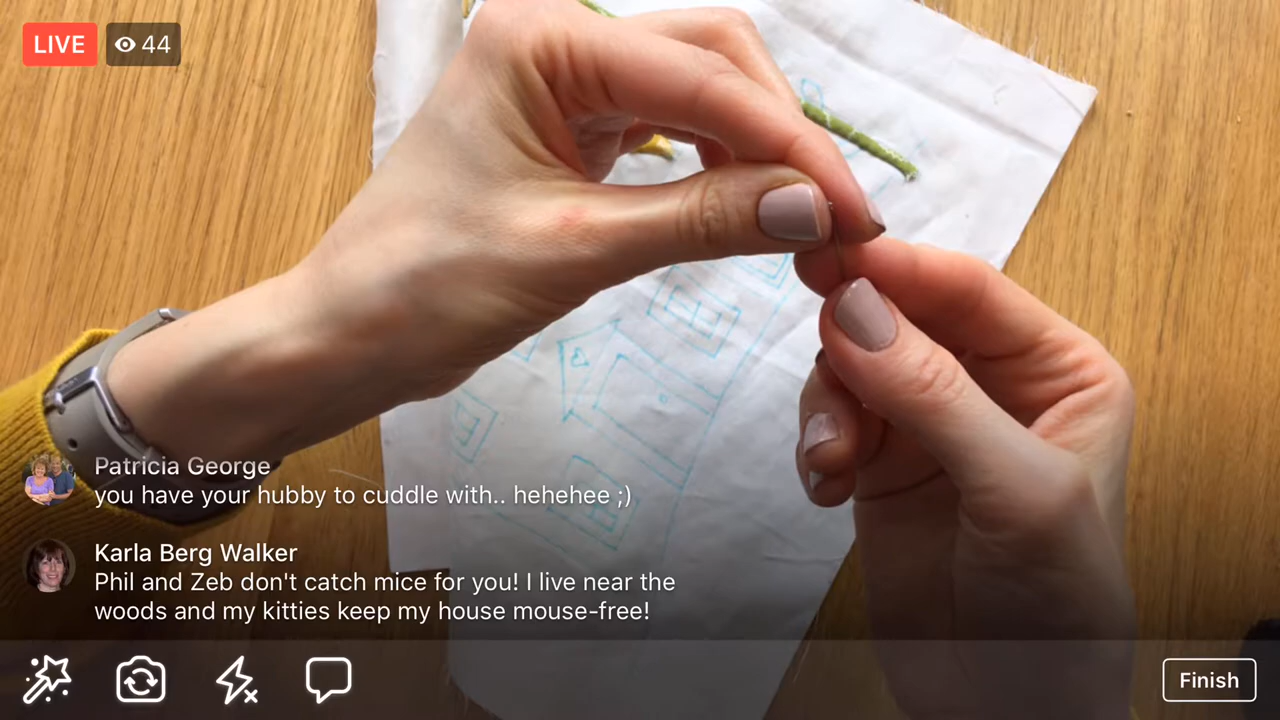 LIVE 44
Patricia George
you have your hubby to cuddle with.. hehehee ;)
Karla Berg Walker
Phil and Zeb don't catch mice for you! I live near the
woods and my kitties keep my house mouse-free!
Finish